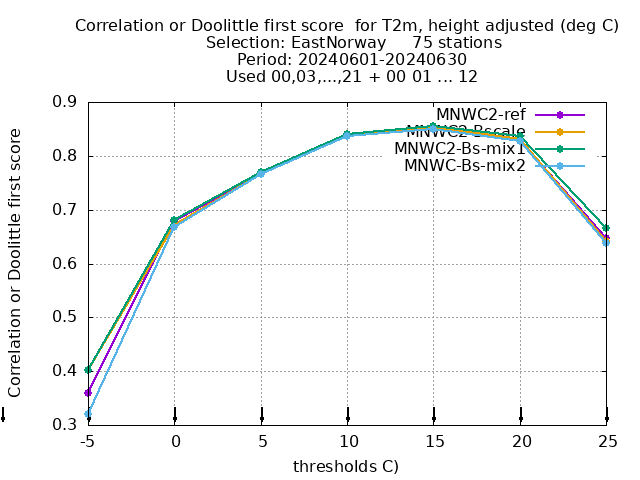 Correlation or Doolittle first score  for T2m, height adjusted (deg C)
Selection: EastNorway     75 stations
Period: 20240601-20240630
Used 00,03,...,21 + 00 01 ... 12
Correlation or Doolittle first score
0.9
0.8
0.7
0.6
0.5
0.4
0.3
MNWC2-ref
MNWC2-Bscale
MNWC2-Bs-mix1
MNWC-Bs-mix2
-5 0 5 10 15 20 25
thresholds C)